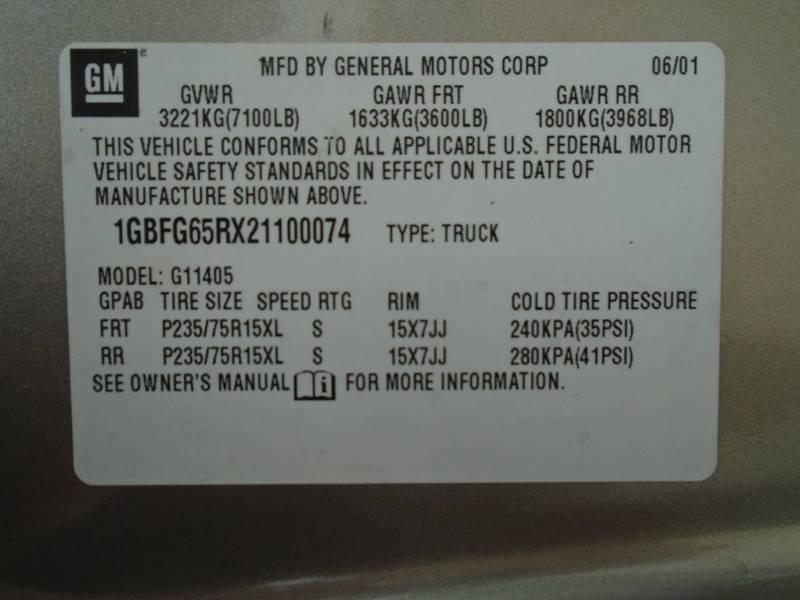 GM MFD BY GENERAL MOTORS CORP 06/01
GVWR GAWR FRT GAWR RR
3221KG(7100LB) 1633KG(3600LB) 1800KG(3968LB)
THIS VEHICLE CONFORMS TO ALL APPLICABLE U.S. FEDERAL MOTOR
VEHICLE SAFETY STANDARDS IN EFFECT ON THE DATE OF
MANUFACTURE SHOWN ABOVE.
1GBFG65RX21100074 TYPE: TRUCK
MODEL: G11405
GPAB TIRE SIZE SPEED RTG RIM COLD TIRE PRESSURE
FRT P235/75R15XL S 15X7JJ 240KPA(35PSI)
RR P235/75R15XL S 15X7JJ 280KPA(41PSI)
SEE OWNER'S MANUAL i FOR MORE INFORMATION.